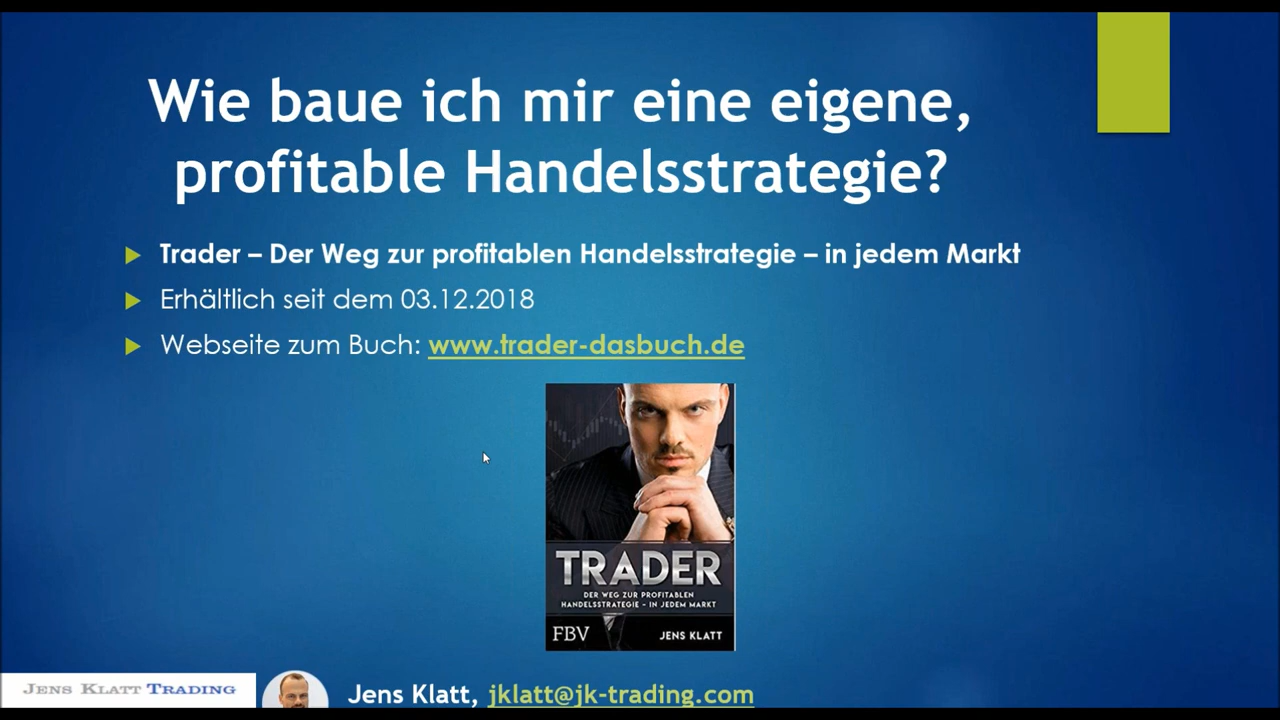 Wie baue ich mir eine eigene,
profitable Handelsstrategie?
Trader – Der Weg zur profitablen Handelsstrategie – in jedem Markt
Erhältlich seit dem 03.12.2018
Webseite zum Buch: www.trader-dasbuch.de
TRADER
DER WEG ZUR PROFITABLEN
HANDELSSTRATEGIE – IN JEDEM MARKT
FBV JENS KLATT
JENS KLATT TRADING
Jens Klatt, jklatt@jk-trading.com